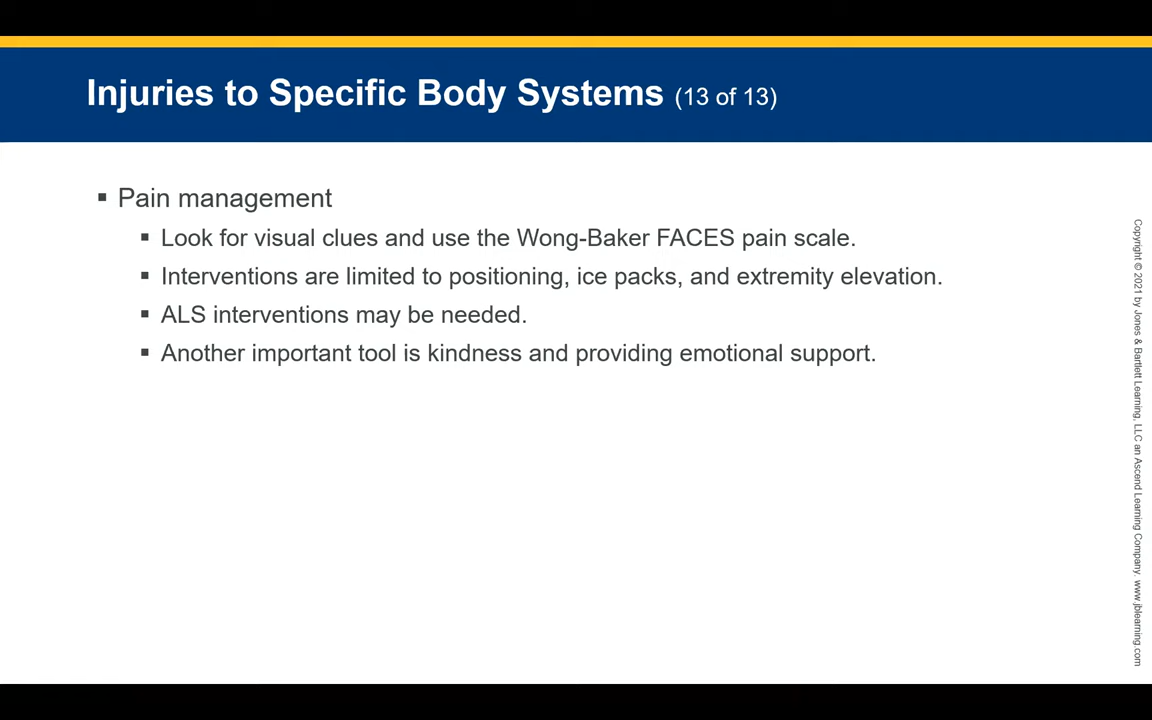 Injuries to Specific Body Systems (13 of 13)
▪ Pain management
▪ Look for visual clues and use the Wong-Baker FACES pain scale.
▪ Interventions are limited to positioning, ice packs, and extremity elevation.
▪ ALS interventions may be needed.
▪ Another important tool is kindness and providing emotional support.
Copyright © 2021 by Jones & Bartlett Learning, LLC an Ascend Learning Company. www.jblearning.com